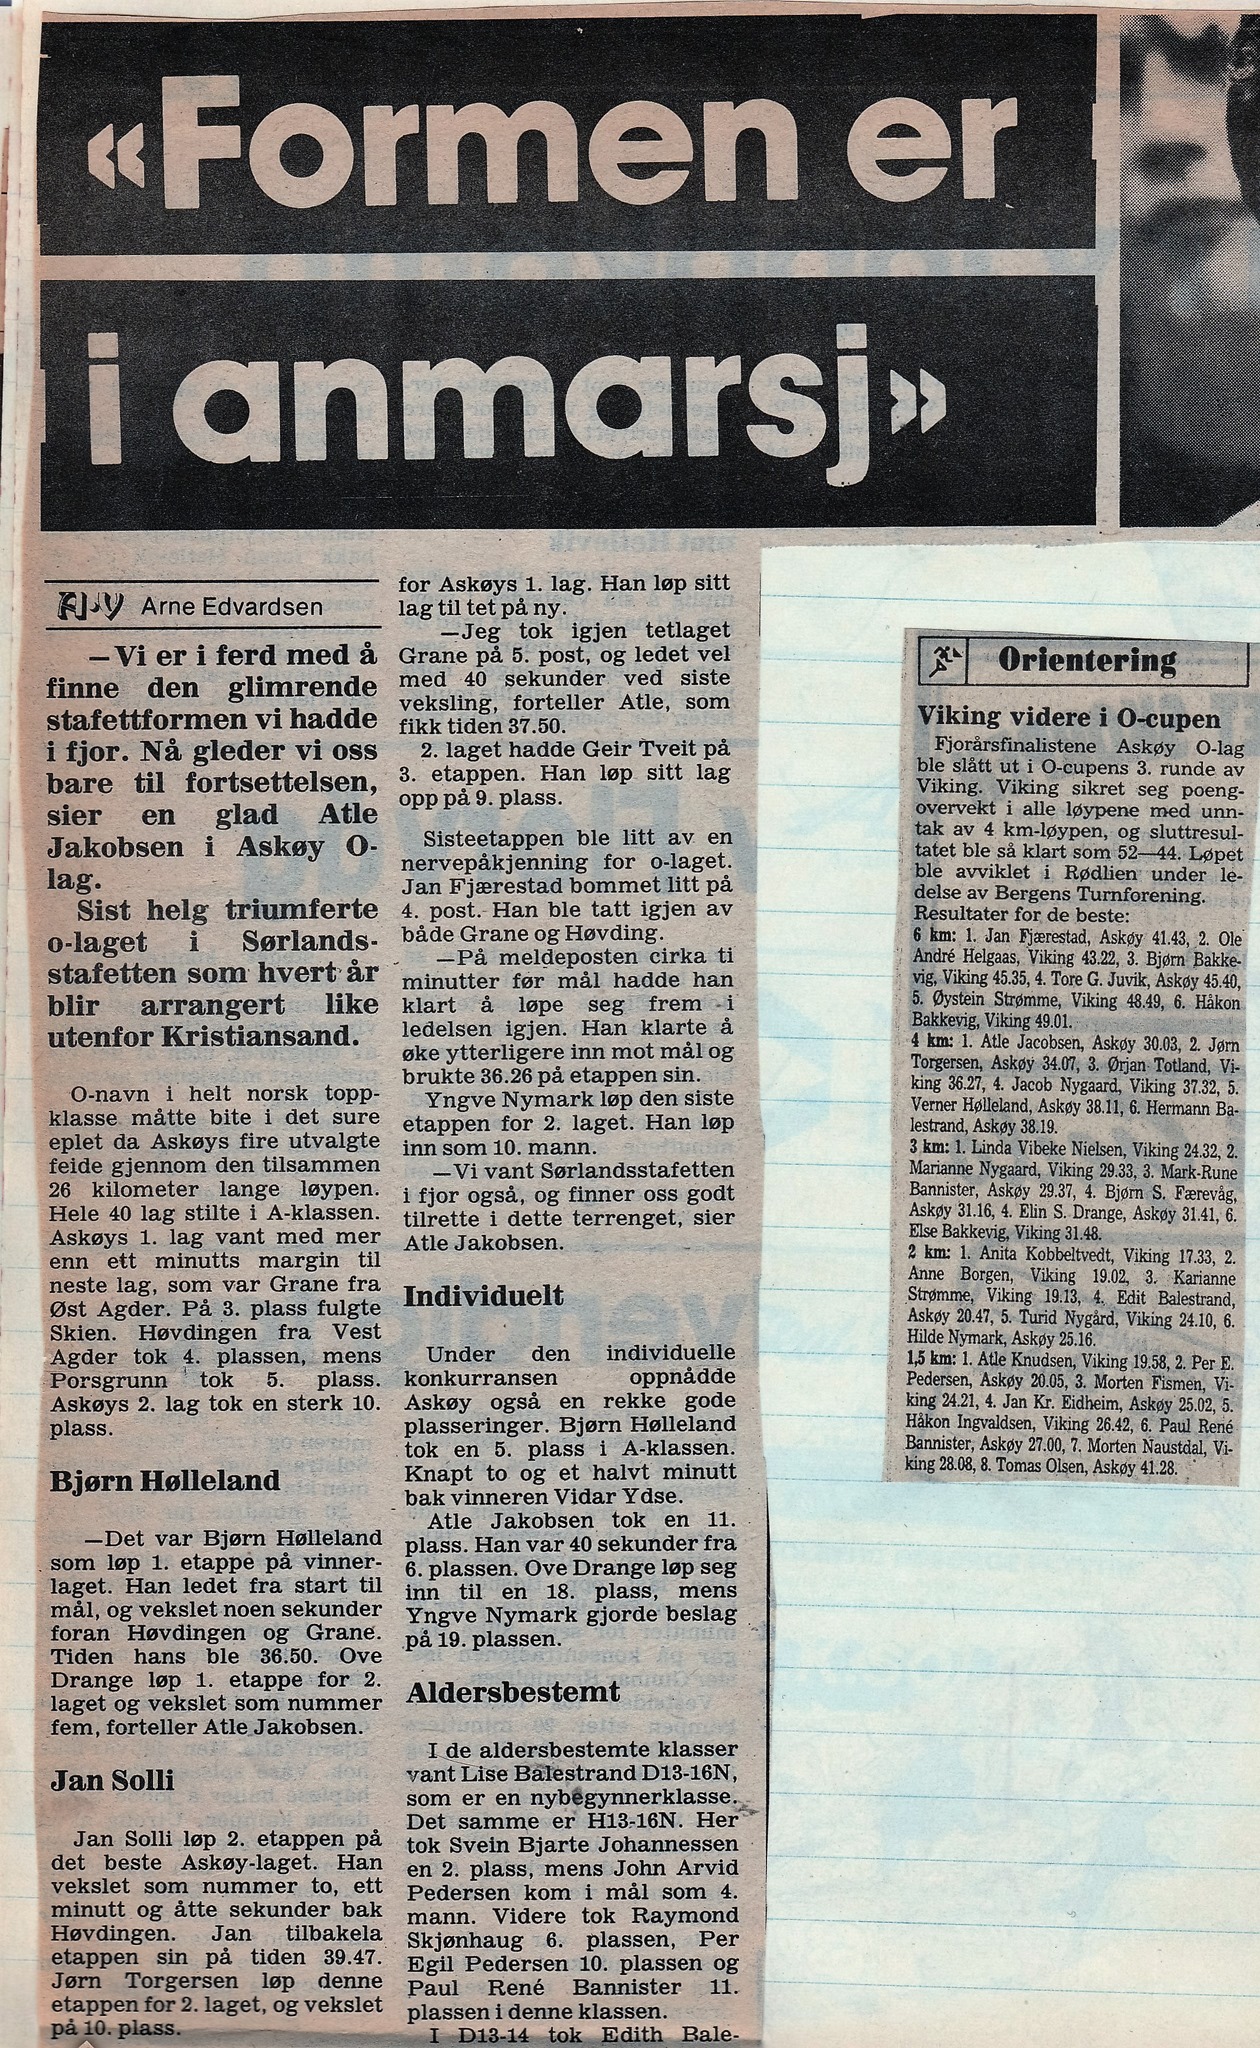 «Formen er
i anmarsj»
Arne Edvardsen
—Vi er i ferd med å
finne den glimrende
stafettformen vi hadde
i fjor. Nå gleder vi oss
bare til fortsettelsen,
sier en glad Atle
Jakobsen i Askøy O-
lag.
Sist helg triumferte
o-laget i Sørlands-
stafetten som hvert år
blir arrangert like
utenfor Kristiansand.
O-navn i helt norsk topp-
klasse måtte bite i det sure
eplet da Askøys fire utvalgte
feide gjennom den tilsammen
26 kilometer lange løypen.
Hele 40 lag stilte i A-klassen.
Askøys 1. lag vant med mer
enn ett minutts margin til
neste lag, som var Grane fra
Øst Agder. På 3. plass fulgte
Skien. Høvdingen fra Vest
Agder tok 4. plassen, mens
Porsgrunn tok 5. plass.
Askøys 2. lag tok en sterk 10.
plass.
Bjørn Hølleland
—Det var Bjørn Hølleland
som løp 1. etappe på vinner-
laget. Han ledet fra start til
mål, og vekslet noen sekunder
foran Høvdingen og Grane.
Tiden hans ble 36.50. Ove
Drange løp 1. etappe for 2.
laget og vekslet som nummer
fem, forteller Atle Jakobsen.
Jan Solli
Jan Solli løp 2. etappen på
det beste Askøy-laget. Han
vekslet som nummer to, ett
minutt og åtte sekunder bak
Høvdingen. Jan tilbakela
etappen sin på tiden 39.47.
Jørn Torgersen løp denne
etappen for 2. laget, og vekslet
på 10. plass.
for Askøys 1. lag. Han løp sitt
lag til tet på ny.
—Jeg tok igjen tetlaget
Grane på 5. post, og ledet vel
med 40 sekunder ved siste
veksling, forteller Atle, som
fikk tiden 37.50.
2. laget hadde Geir Tveit på
3. etappen. Han løp sitt lag
opp på 9. plass.
Sisteetappen ble litt av en
nervepåkjenning for o-laget.
Jan Fjærestad bommet litt på
4. post. Han ble tatt igjen av
både Grane og Høvding.
—På meldeposten cirka ti
minutter før mål hadde han
klart å løpe seg frem i
ledelsen igjen. Han klarte å
øke ytterligere inn mot mål og
brukte 36.26 på etappen sin.
Yngve Nymark løp den siste
etappen for 2. laget. Han løp
inn som 10. mann.
—Vi vant Sørlandsstafetten
i fjor også, og finner oss godt
tilrette i dette terrenget, sier
Atle Jakobsen.
Individuelt
Under den individuelle
konkurransen oppnådde
Askøy også en rekke gode
plasseringer. Bjørn Hølleland
tok en 5. plass i A-klassen.
Knapt to og et halvt minutt
bak vinneren Vidar Ydse.
Atle Jakobsen tok en 11.
plass. Han var 40 sekunder fra
6. plassen. Ove Drange løp seg
inn til en 18. plass, mens
Yngve Nymark gjorde beslag
på 19. plassen.
Aldersbestemt
I de aldersbestemte klasser
vant Lise Balestrand D13-16N,
som er en nybegynnerklasse.
Det samme er H13-16N. Her
tok Svein Bjarte Johannessen
en 2. plass, mens John Arvid
Pedersen kom i mål som 4.
mann. Videre tok Raymond
Skjønhaug 6. plassen, Per
Egil Pedersen 10. plassen og
Paul René Bannister 11.
plassen i denne klassen.
I D13-14 tok Edith Bale-
Orientering
Viking videre i O-cupen
Fjorårsfinalistene Askøy O-lag
ble slått ut i O-cupens 3. runde av
Viking. Viking sikret seg poeng-
overvekt i alle løypene med unn-
tak av 4 km-løypen, og sluttresul-
tatet ble så klart som 52—44. Løpet
ble avviklet i Rødlien under le-
delse av Bergens Turnforening.
Resultater for de beste:
6 km: 1. Jan Fjærestad, Askøy 41.43, 2. Ole
André Helgaas, Viking 43.22, 3. Bjørn Bakke-
vig, Viking 45.35, 4. Tore G. Juvik, Askøy 45.40,
5. Øystein Strømme, Viking 48.49, 6. Håkon
Bakkevig, Viking 49.01.
4 km: 1. Atle Jacobsen, Askøy 30.03, 2. Jørn
Torgersen, Askøy 34.07, 3. Ørjan Totland, Vi-
king 36.27, 4. Jacob Nygaard, Viking 37.32, 5.
Verner Hølleland, Askøy 38.11, 6. Hermann Ba-
lestrand, Askøy 38.19.
3 km: 1. Linda Vibeke Nielsen, Viking 24.32, 2.
Marianne Nygaard, Viking 29.33, 3. Mark-Rune
Bannister, Askøy 29.37, 4. Bjørn S. Færevåg,
Askøy 31.16, 4. Elin S. Drange, Askøy 31.41, 6.
Else Bakkevig, Viking 31.48.
2 km: 1. Anita Kobbeltvedt, Viking 17.33, 2.
Anne Borgen, Viking 19.02, 3. Karianne
Strømme, Viking 19.13, 4. Edit Balestrand,
Askøy 20.47, 5. Turid Nygård, Viking 24.10, 6.
Hilde Nymark, Askøy 25.16.
1,5 km: 1. Atle Knudsen, Viking 19.58, 2. Per E.
Pedersen, Askøy 20.05, 3. Morten Fismen, Vi-
king 24.21, 4. Jan Kr. Eidheim, Askøy 25.02, 5.
Håkon Ingvaldsen, Viking 26.42, 6. Paul René
Bannister, Askøy 27.00, 7. Morten Naustdal, Vi-
king 28.08, 8. Tomas Olsen, Askøy 41.28.